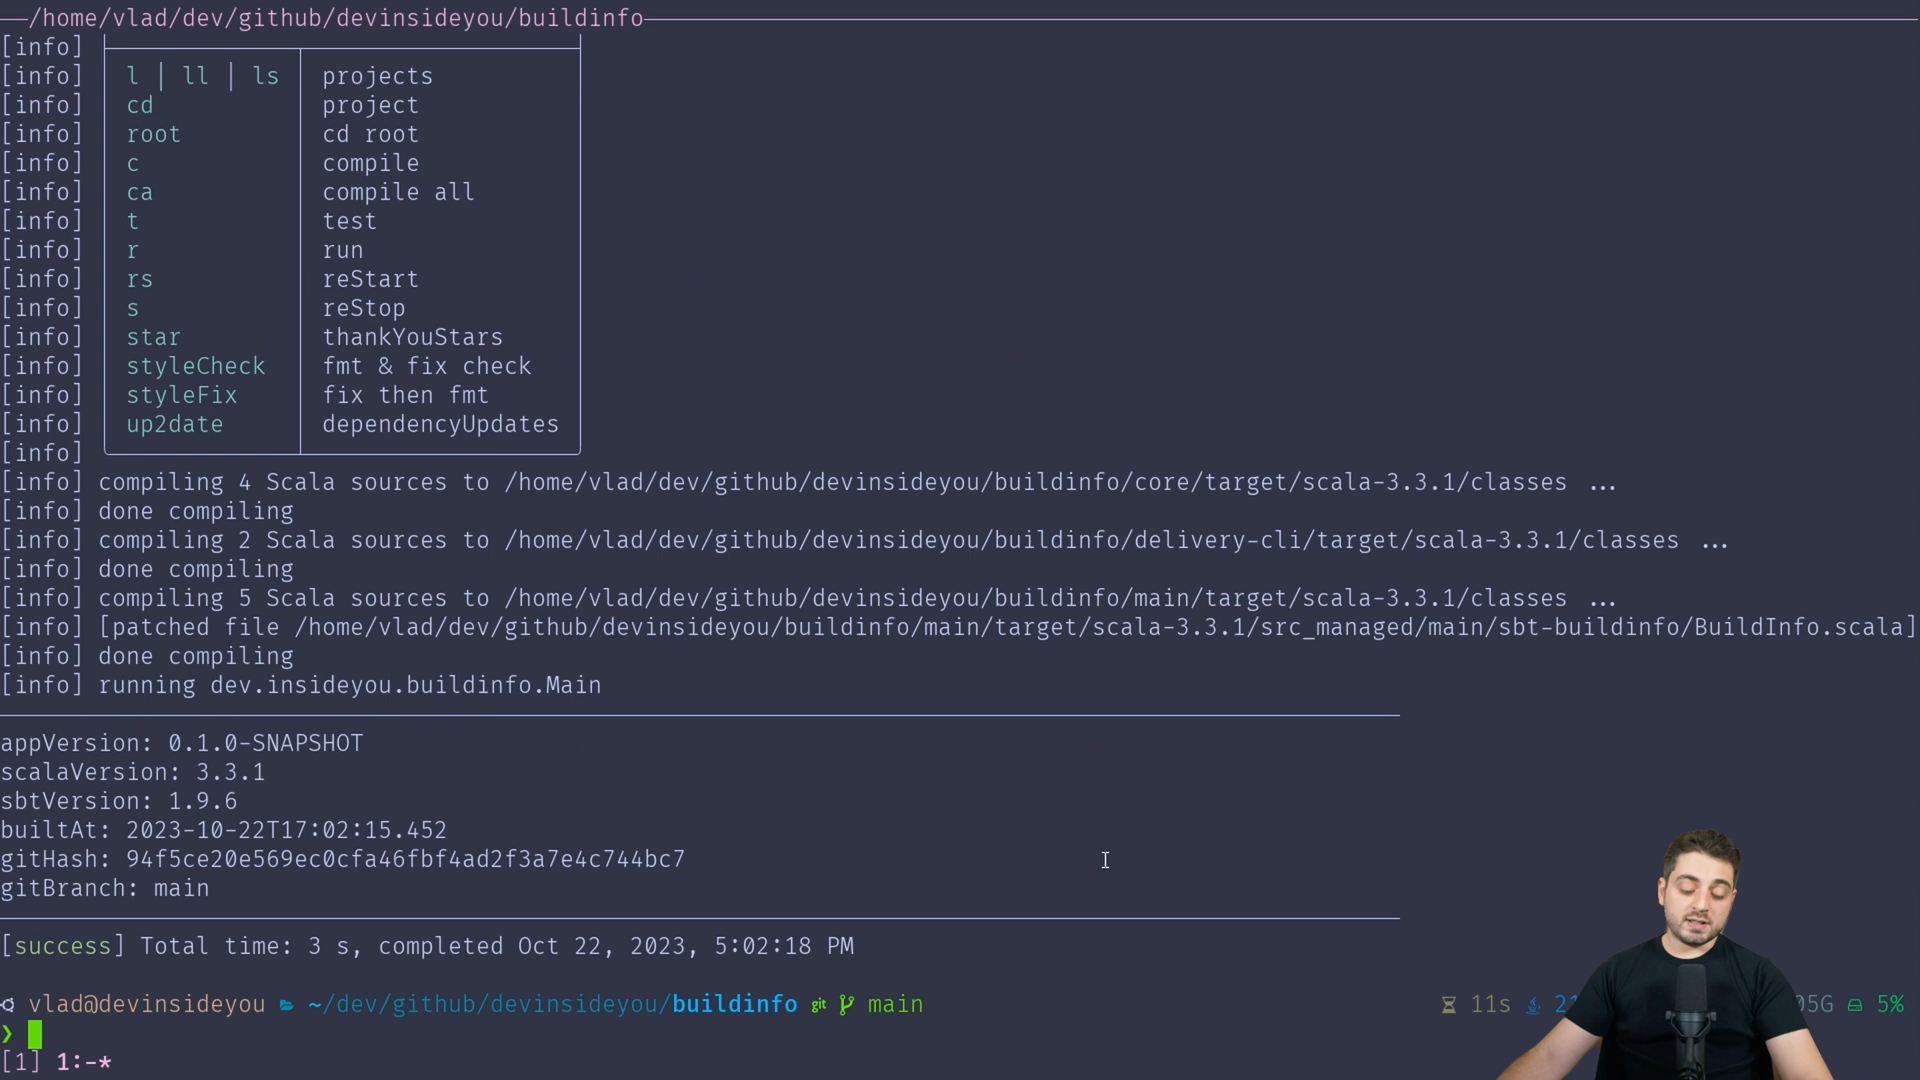 /home/vlad/dev/github/devinsideyou/buildinfo
[info]
[info] l | ll | ls projects
[info] cd project
[info] root cd root
[info] c compile
[info] ca compile all
[info] t test
[info] r run
[info] rs reStart
[info] s reStop
[info] star thankYouStars
[info] styleCheck fmt & fix check
[info] styleFix fix then fmt
[info] up2date dependencyUpdates
[info]
[info] compiling 4 Scala sources to /home/vlad/dev/github/devinsideyou/buildinfo/core/target/scala-3.3.1/classes ...
[info] done compiling
[info] compiling 2 Scala sources to /home/vlad/dev/github/devinsideyou/buildinfo/delivery-cli/target/scala-3.3.1/classes ...
[info] done compiling
[info] compiling 5 Scala sources to /home/vlad/dev/github/devinsideyou/buildinfo/main/target/scala-3.3.1/classes ...
[info] [patched file /home/vlad/dev/github/devinsideyou/buildinfo/main/target/scala-3.3.1/src_managed/main/sbt-buildinfo/BuildInfo.scala]
[info] done compiling
[info] running dev.insideyou.buildinfo.Main
appVersion: 0.1.0-SNAPSHOT
scalaVersion: 3.3.1
sbtVersion: 1.9.6
builtAt: 2023-10-22T17:02:15.452
gitHash: 94f5ce20e569ec0cfa46fbf4ad2f3a7e4c744bc7
gitBranch: main
[success] Total time: 3 s, completed Oct 22, 2023, 5:02:18 PM
vlad@devinsideyou ~/dev/github/devinsideyou/buildinfo git main 11s 5%
❯
[1] 1:-*